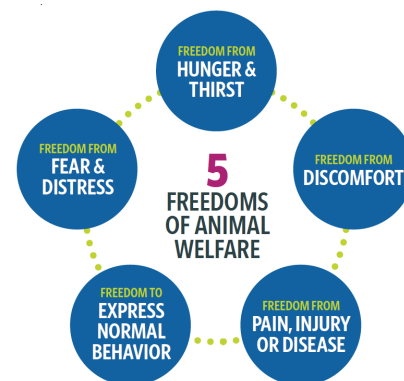 FREEDOM FROM
HUNGER &
THIRST
FREEDOM FROM
DISCOMFORT
FREEDOM FROM
PAIN, INJURY
OR DISEASE
FREEDOM TO
EXPRESS
NORMAL
BEHAVIOR
FREEDOM FROM
FEAR &
DISTRESS
5
FREEDOMS
OF ANIMAL
WELFARE